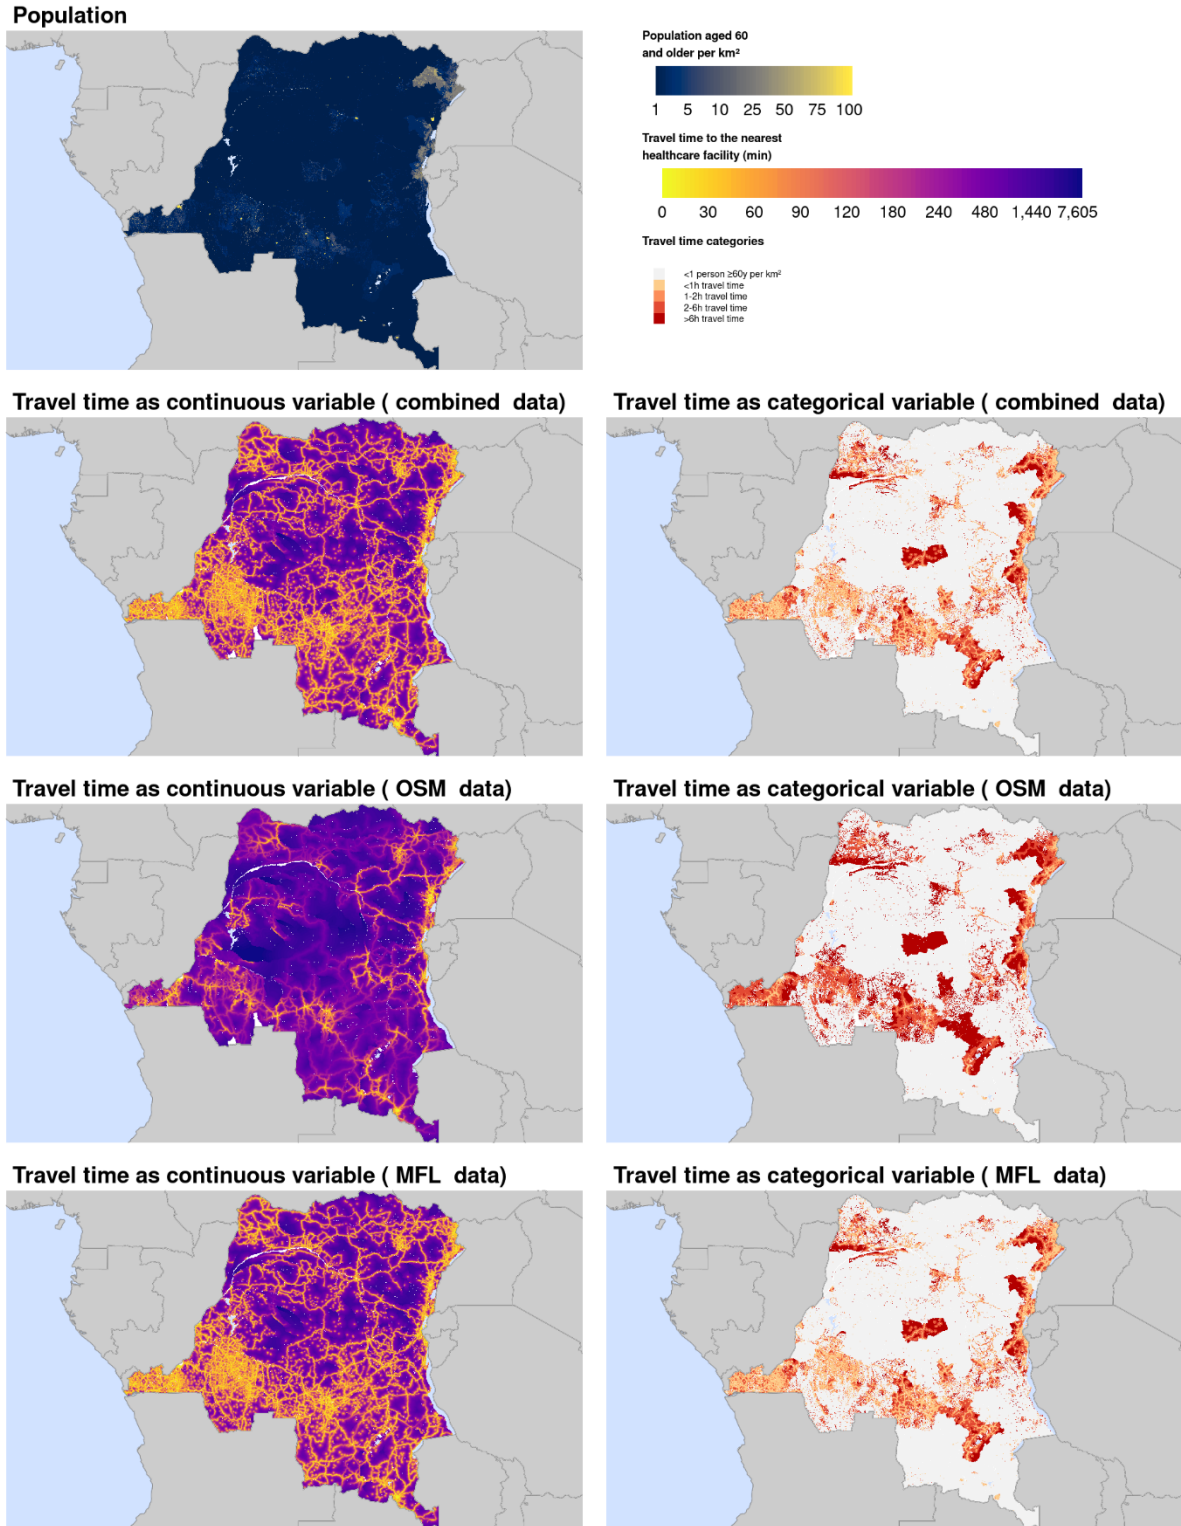 Population
Population aged 60
and older per km²
1 5 10 25 50 75 100
Travel time to the nearest
healthcare facility (min)
0 30 60 90 120 180 240 480 1,440 7,605
Travel time categories
<1 person ≥60y per km²
<1h travel time
1-2h travel time
2-6h travel time
>6h travel time
Travel time as continuous variable ( combined data)
Travel time as categorical variable ( combined data)
Travel time as continuous variable ( OSM data)
Travel time as categorical variable ( OSM data)
Travel time as continuous variable ( MFL data)
Travel time as categorical variable ( MFL data)